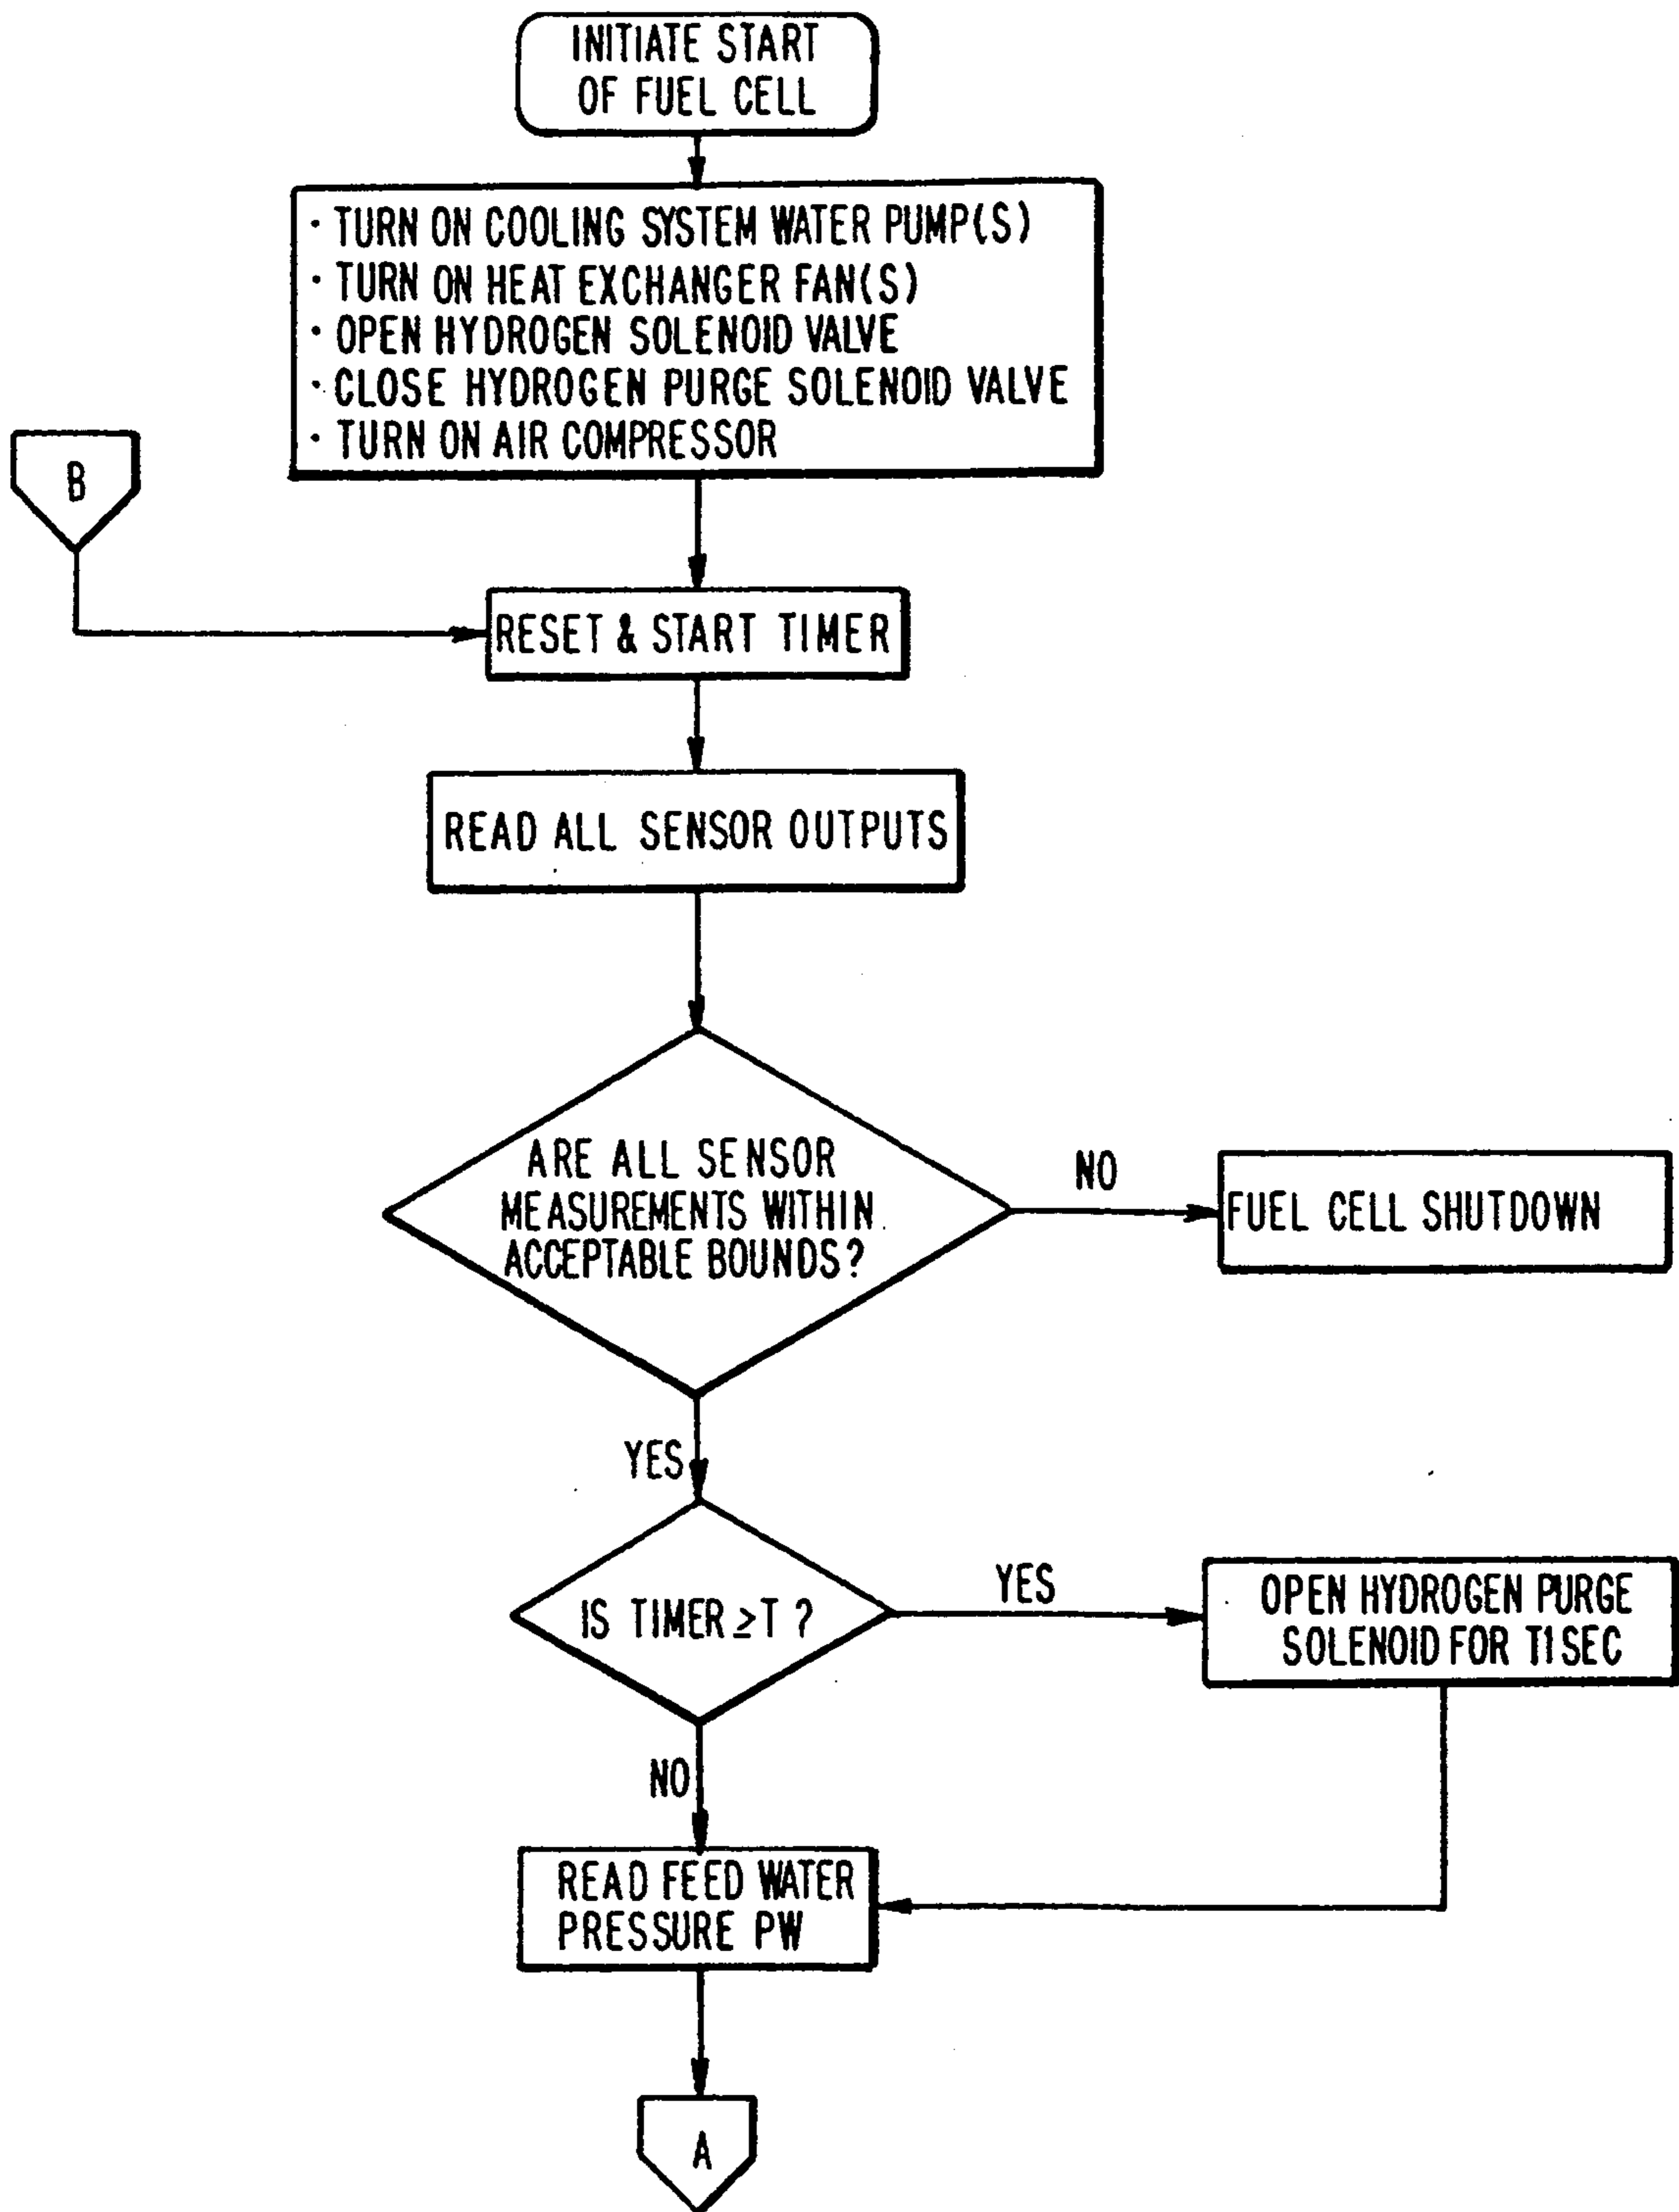 INITIATE START
OF FUEL CELL
· TURN ON COOLING SYSTEM WATER PUMP(S)
· TURN ON HEAT EXCHANGER FAN(S)
· OPEN HYDROGEN SOLENOID VALVE
· CLOSE HYDROGEN PURGE SOLENOID VALVE
· TURN ON AIR COMPRESSOR
B
RESET & START TIMER
READ ALL SENSOR OUTPUTS
ARE ALL SENSOR
MEASUREMENTS WITHIN
ACCEPTABLE BOUNDS?
NO
FUEL CELL SHUTDOWN
YES
IS TIMER ≥T ?
YES
OPEN HYDROGEN PURGE
SOLENOID FOR T1 SEC
NO
READ FEED WATER
PRESSURE PW
A